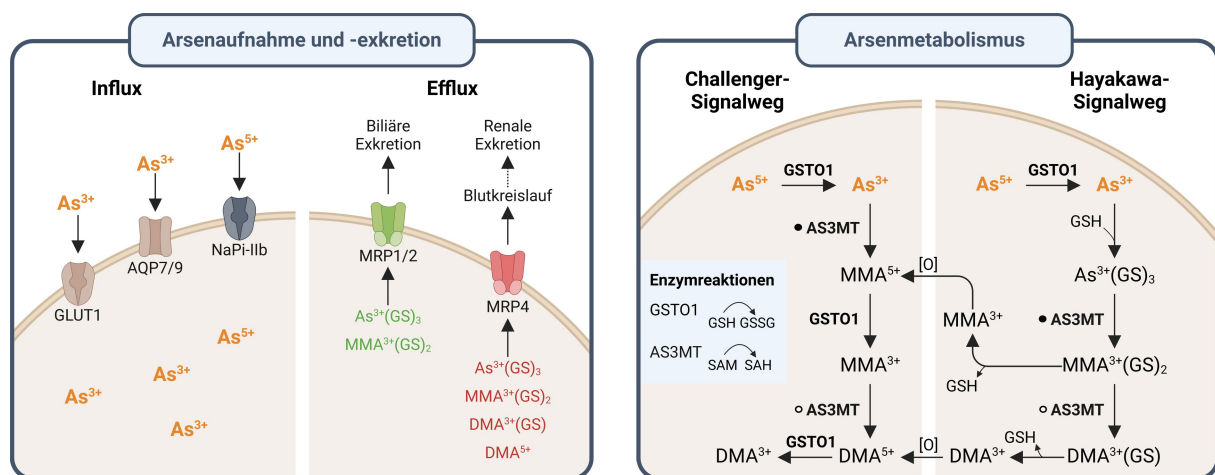 Arsenaufnahme und -exkretion
Influx
Efflux
As³⁺
As³⁺
As⁵⁺
GLUT1
AQP7/9
NaPi-IIb
As⁵⁺
As³⁺
As³⁺
As³⁺
Biliäre
Exkretion
Renale
Exkretion
Blutkreislauf
MRP1/2
MRP4
As³⁺(GS)₃
MMA³⁺(GS)₂
As³⁺(GS)₃
MMA³⁺(GS)₂
DMA³⁺(GS)
DMA⁵⁺
Arsenmetabolismus
Challenger-
Signalweg
Hayakawa-
Signalweg
As⁵⁺ GSTO1 As³⁺
AS3MT
MMA⁵⁺
GSTO1
MMA³⁺
AS3MT
DMA³⁺ GSTO1 DMA⁵⁺ [O] DMA³⁺ GSH DMA³⁺(GS)
Enzymreaktionen
GSTO1
GSH GSSG
AS3MT
SAM SAH
As⁵⁺ GSTO1 As³⁺
GSH
As³⁺(GS)₃
AS3MT
[O]
MMA³⁺
MMA³⁺(GS)₂
GSH
AS3MT